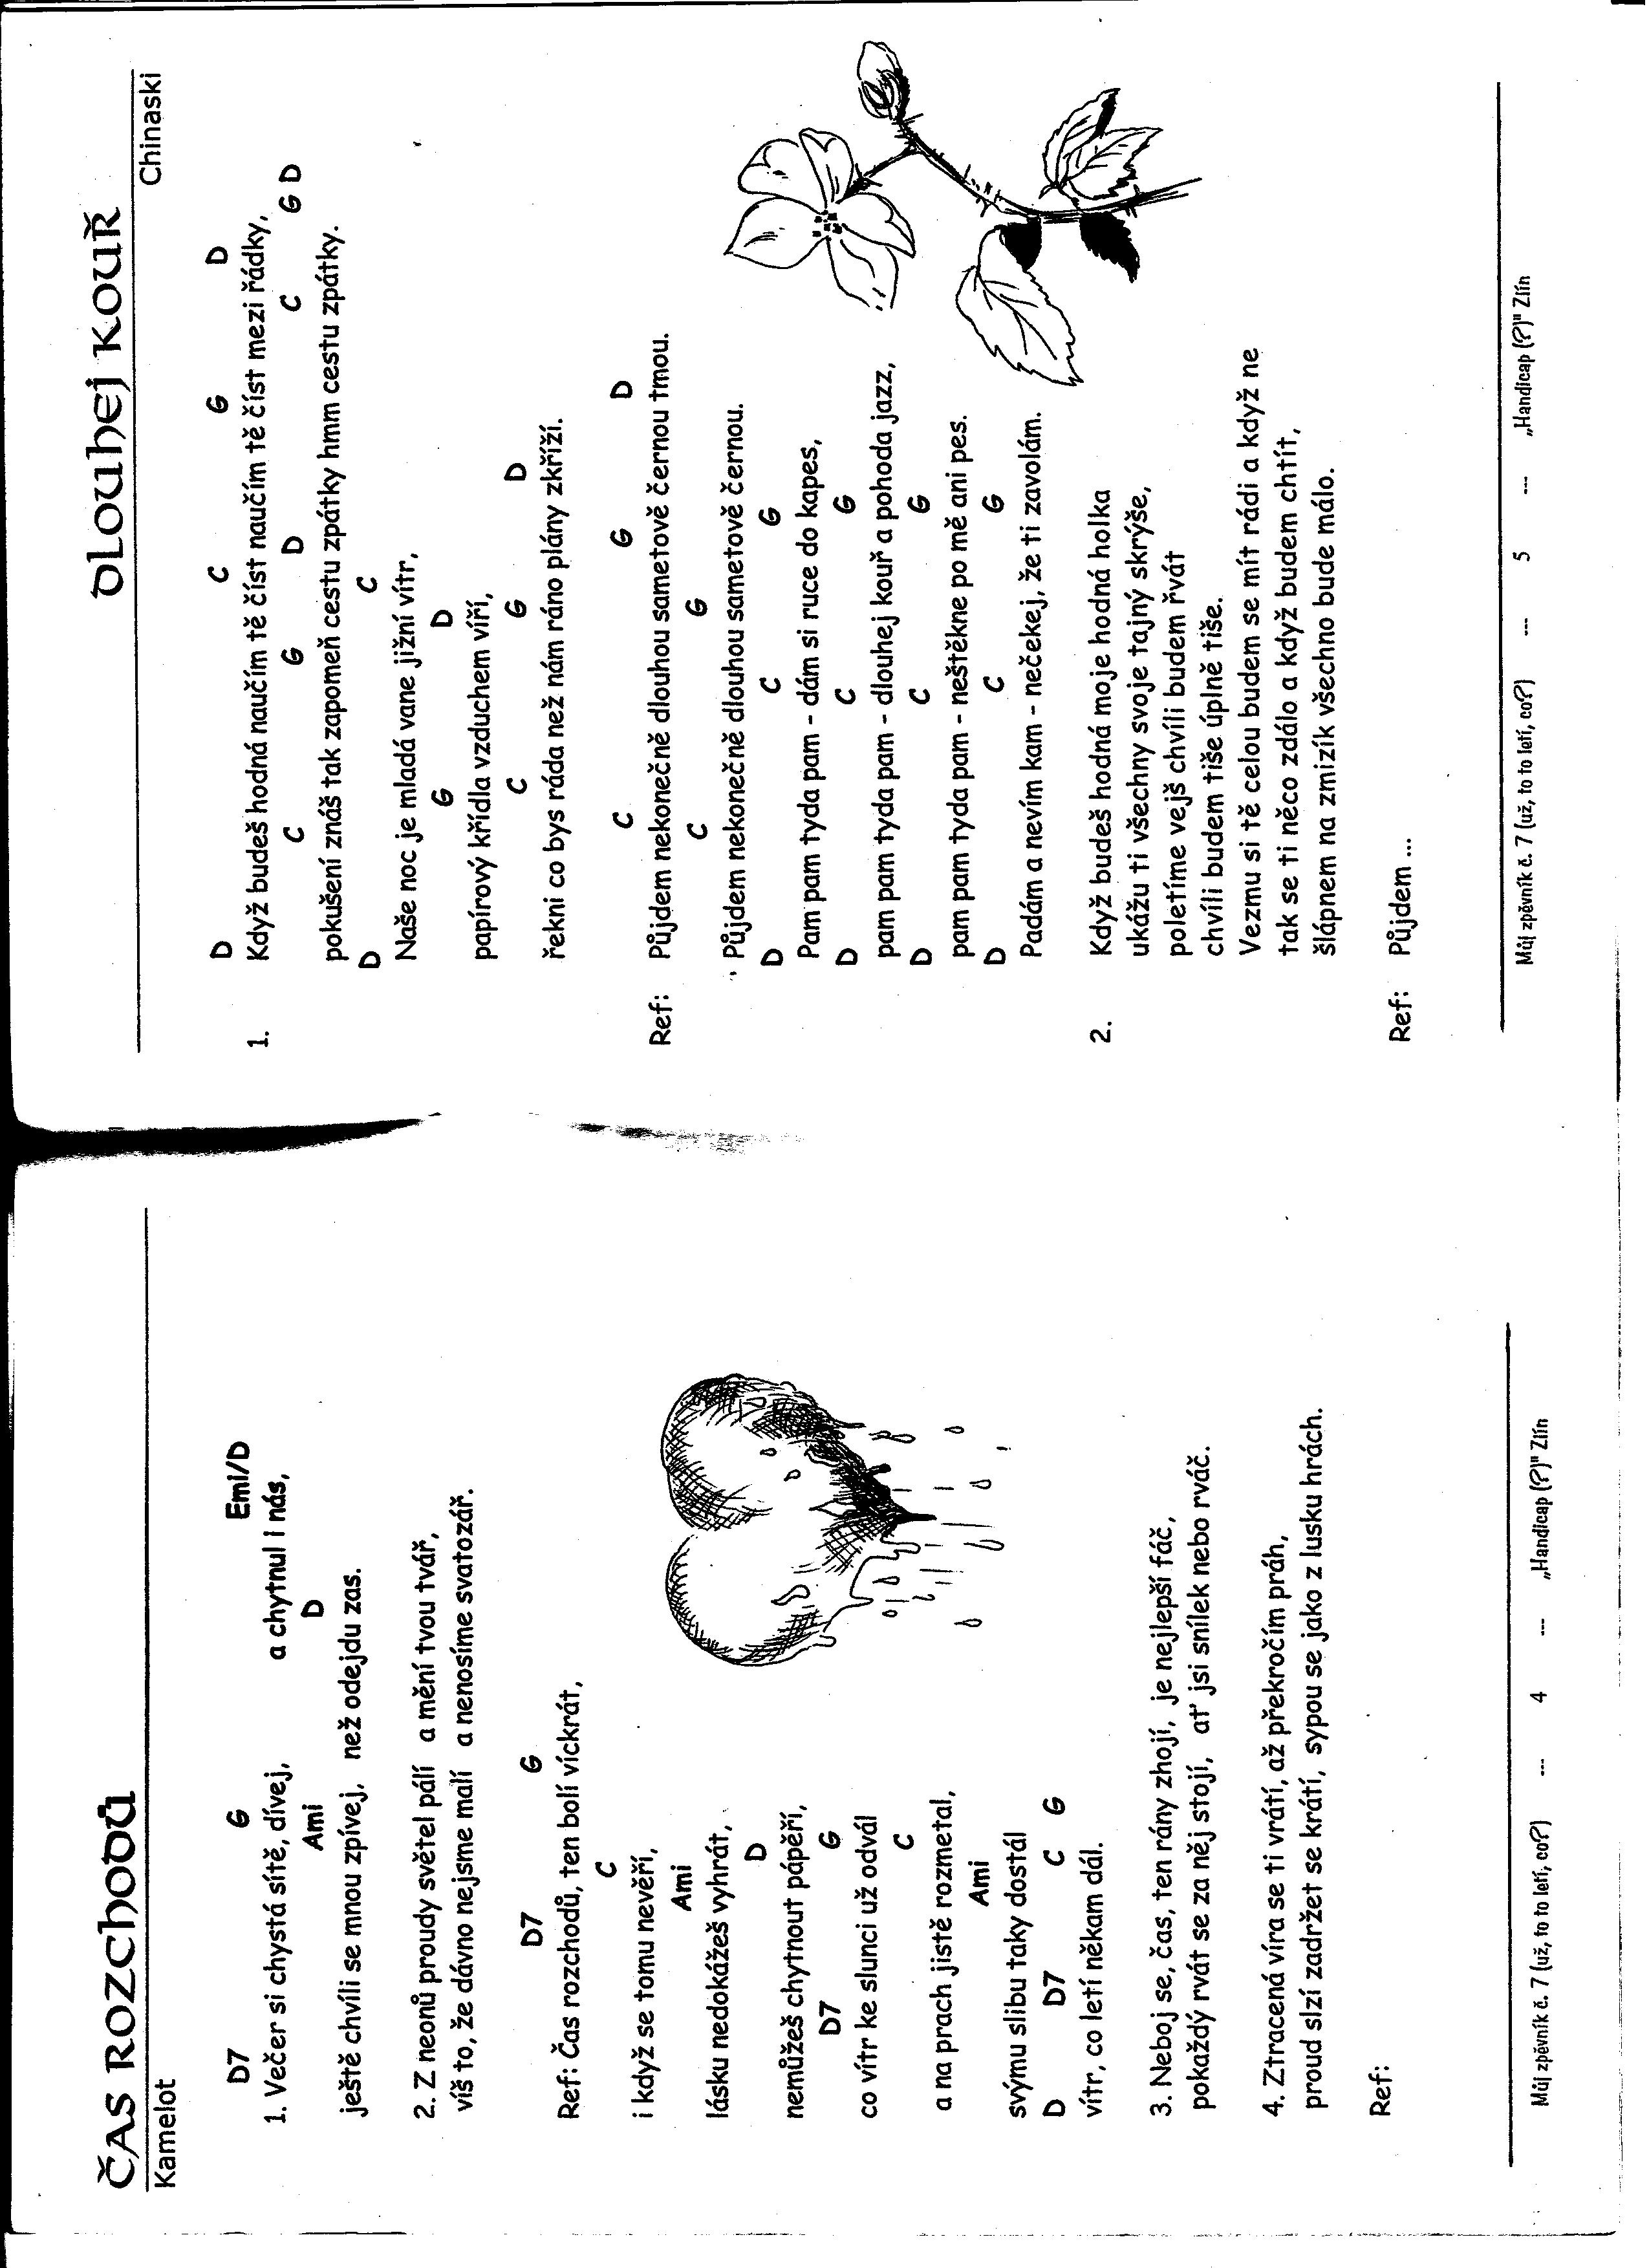 ČAS ROZCHODŮ
Kamelot
D7 G Emi/D
1. Večer si chystá sítě, dívej, a chytnul i nás,
Ami D
ještě chvíli se mnou zpívej, než odejdu zas.
2. Z neonů proudy světel pálí a mění tvou tvář,
víš to, že dávno nejsme malí a nenosíme svatozář.
D7 G
Ref: Čas rozchodů, ten bolí víckrát,
C
i když se tomu nevěří,
Ami
lásku nedokážeš vyhrát,
D
nemůžeš chytnout pápěří,
D7 G
co vítr ke slunci už odvál
C
a na prach jistě rozmetal,
Ami
svýmu slibu taky dostál
D D7 C G
vítr, co letí někam dál.
3. Neboj se, čas, ten rány zhojí, je nejlepší fáč,
pokaždý rvát se za něj stojí, ať jsi snílek nebo rváč.
4. Ztracená víra se ti vrátí, až překročím práh,
proud slzí zadržet se krátí, sypou se jako z lusku hrách.
Ref:
Můj zpěvník č. 7 (už, to to letí, co?) --- 4 --- „Handicap (?)" Zlín
DLOUHEJ KOUŘ
Chinaski
D C G D
1. Když budeš hodná naučím tě číst naučím tě číst mezi řádky,
C G D C G D
pokušení znáš tak zapomeň cestu zpátky hmm cestu zpátky.
D C
Naše noc je mladá vane jižní vítr,
G D
papírový křídla vzduchem víří,
C G D
řekni co bys ráda než nám ráno plány zkříží.
C G D
Ref: Půjdem nekonečně dlouhou sametově černou tmou.
C G
Půjdem nekonečně dlouhou sametově černou.
D C G
Pam pam tyda pam - dám si ruce do kapes,
D C G
pam pam tyda pam - dlouhej kouř a pohoda jazz,
D C G
pam pam tyda pam - neštěkne po mě ani pes.
D C G
Padám a nevím kam - nečekej, že ti zavolám.
2. Když budeš hodná moje hodná holka
ukážu ti všechny svoje tajný skrýše,
poletíme vejš chvíli budem řvát
chvíli budem tiše úplně tiše.
Vezmu si tě celou budem se mít rádi a když ne
tak se ti něco zdálo a když budem chtít,
šlápnem na zmizík všechno bude málo.
Ref: Půjdem ...
Můj zpěvník č. 7 (už, to to letí, co?) --- 5 --- „Handicap (?)" Zlín